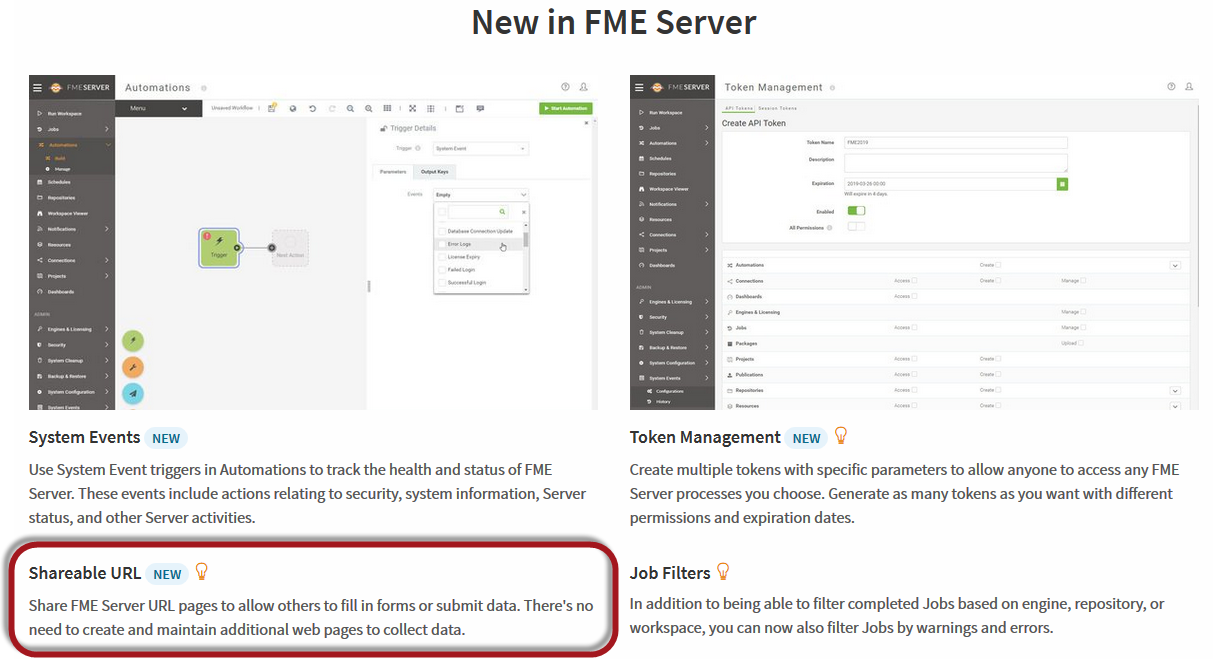 New in FME Server
FMESERVER
Automations
Menu
Unsaved Workflow
Start Automation
Run Workspace
Jobs
Automations
Build
Manage
Schedules
Repositories
Workspace Viewer
Notifications
Resources
Connections
Projects
Dashboards
ADMIN
Engines & Licensing
Security
System Cleanup
Backup & Restore
System Configuration
System Events
Trigger
Next Action
Trigger Details
Trigger System Event
Parameters Output Keys
Events Empty
Database Connection Update
Error Logs
License Expiry
Failed Login
Successful Login
FMESERVER
Token Management
Run Workspace
Jobs
Automations
Schedules
Repositories
Workspace Viewer
Notifications
Resources
Connections
Projects
Dashboards
ADMIN
Engines & Licensing
Security
System Cleanup
Backup & Restore
System Configuration
System Events
Configurations
History
API Tokens Session Tokens
Create API Token
Token Name FME2019
Description
Expiration 2019-03-26 00:00
Will expire in 4 days.
Enabled
All Permissions
Automations Create
Connections Access Create Manage
Dashboards Access
Engines & Licensing Manage
Jobs Access Manage
Packages Upload
Projects Access Create
Publications Access Create
Repositories Access Create
Resources Access Create
System Events NEW
Use System Event triggers in Automations to track the health and status of FME
Server. These events include actions relating to security, system information, Server
status, and other Server activities.
Token Management NEW
Create multiple tokens with specific parameters to allow anyone to access any FME
Server processes you choose. Generate as many tokens as you want with different
permissions and expiration dates.
Shareable URL NEW
Share FME Server URL pages to allow others to fill in forms or submit data. There's no
need to create and maintain additional web pages to collect data.
Job Filters
In addition to being able to filter completed Jobs based on engine, repository, or
workspace, you can now also filter Jobs by warnings and errors.